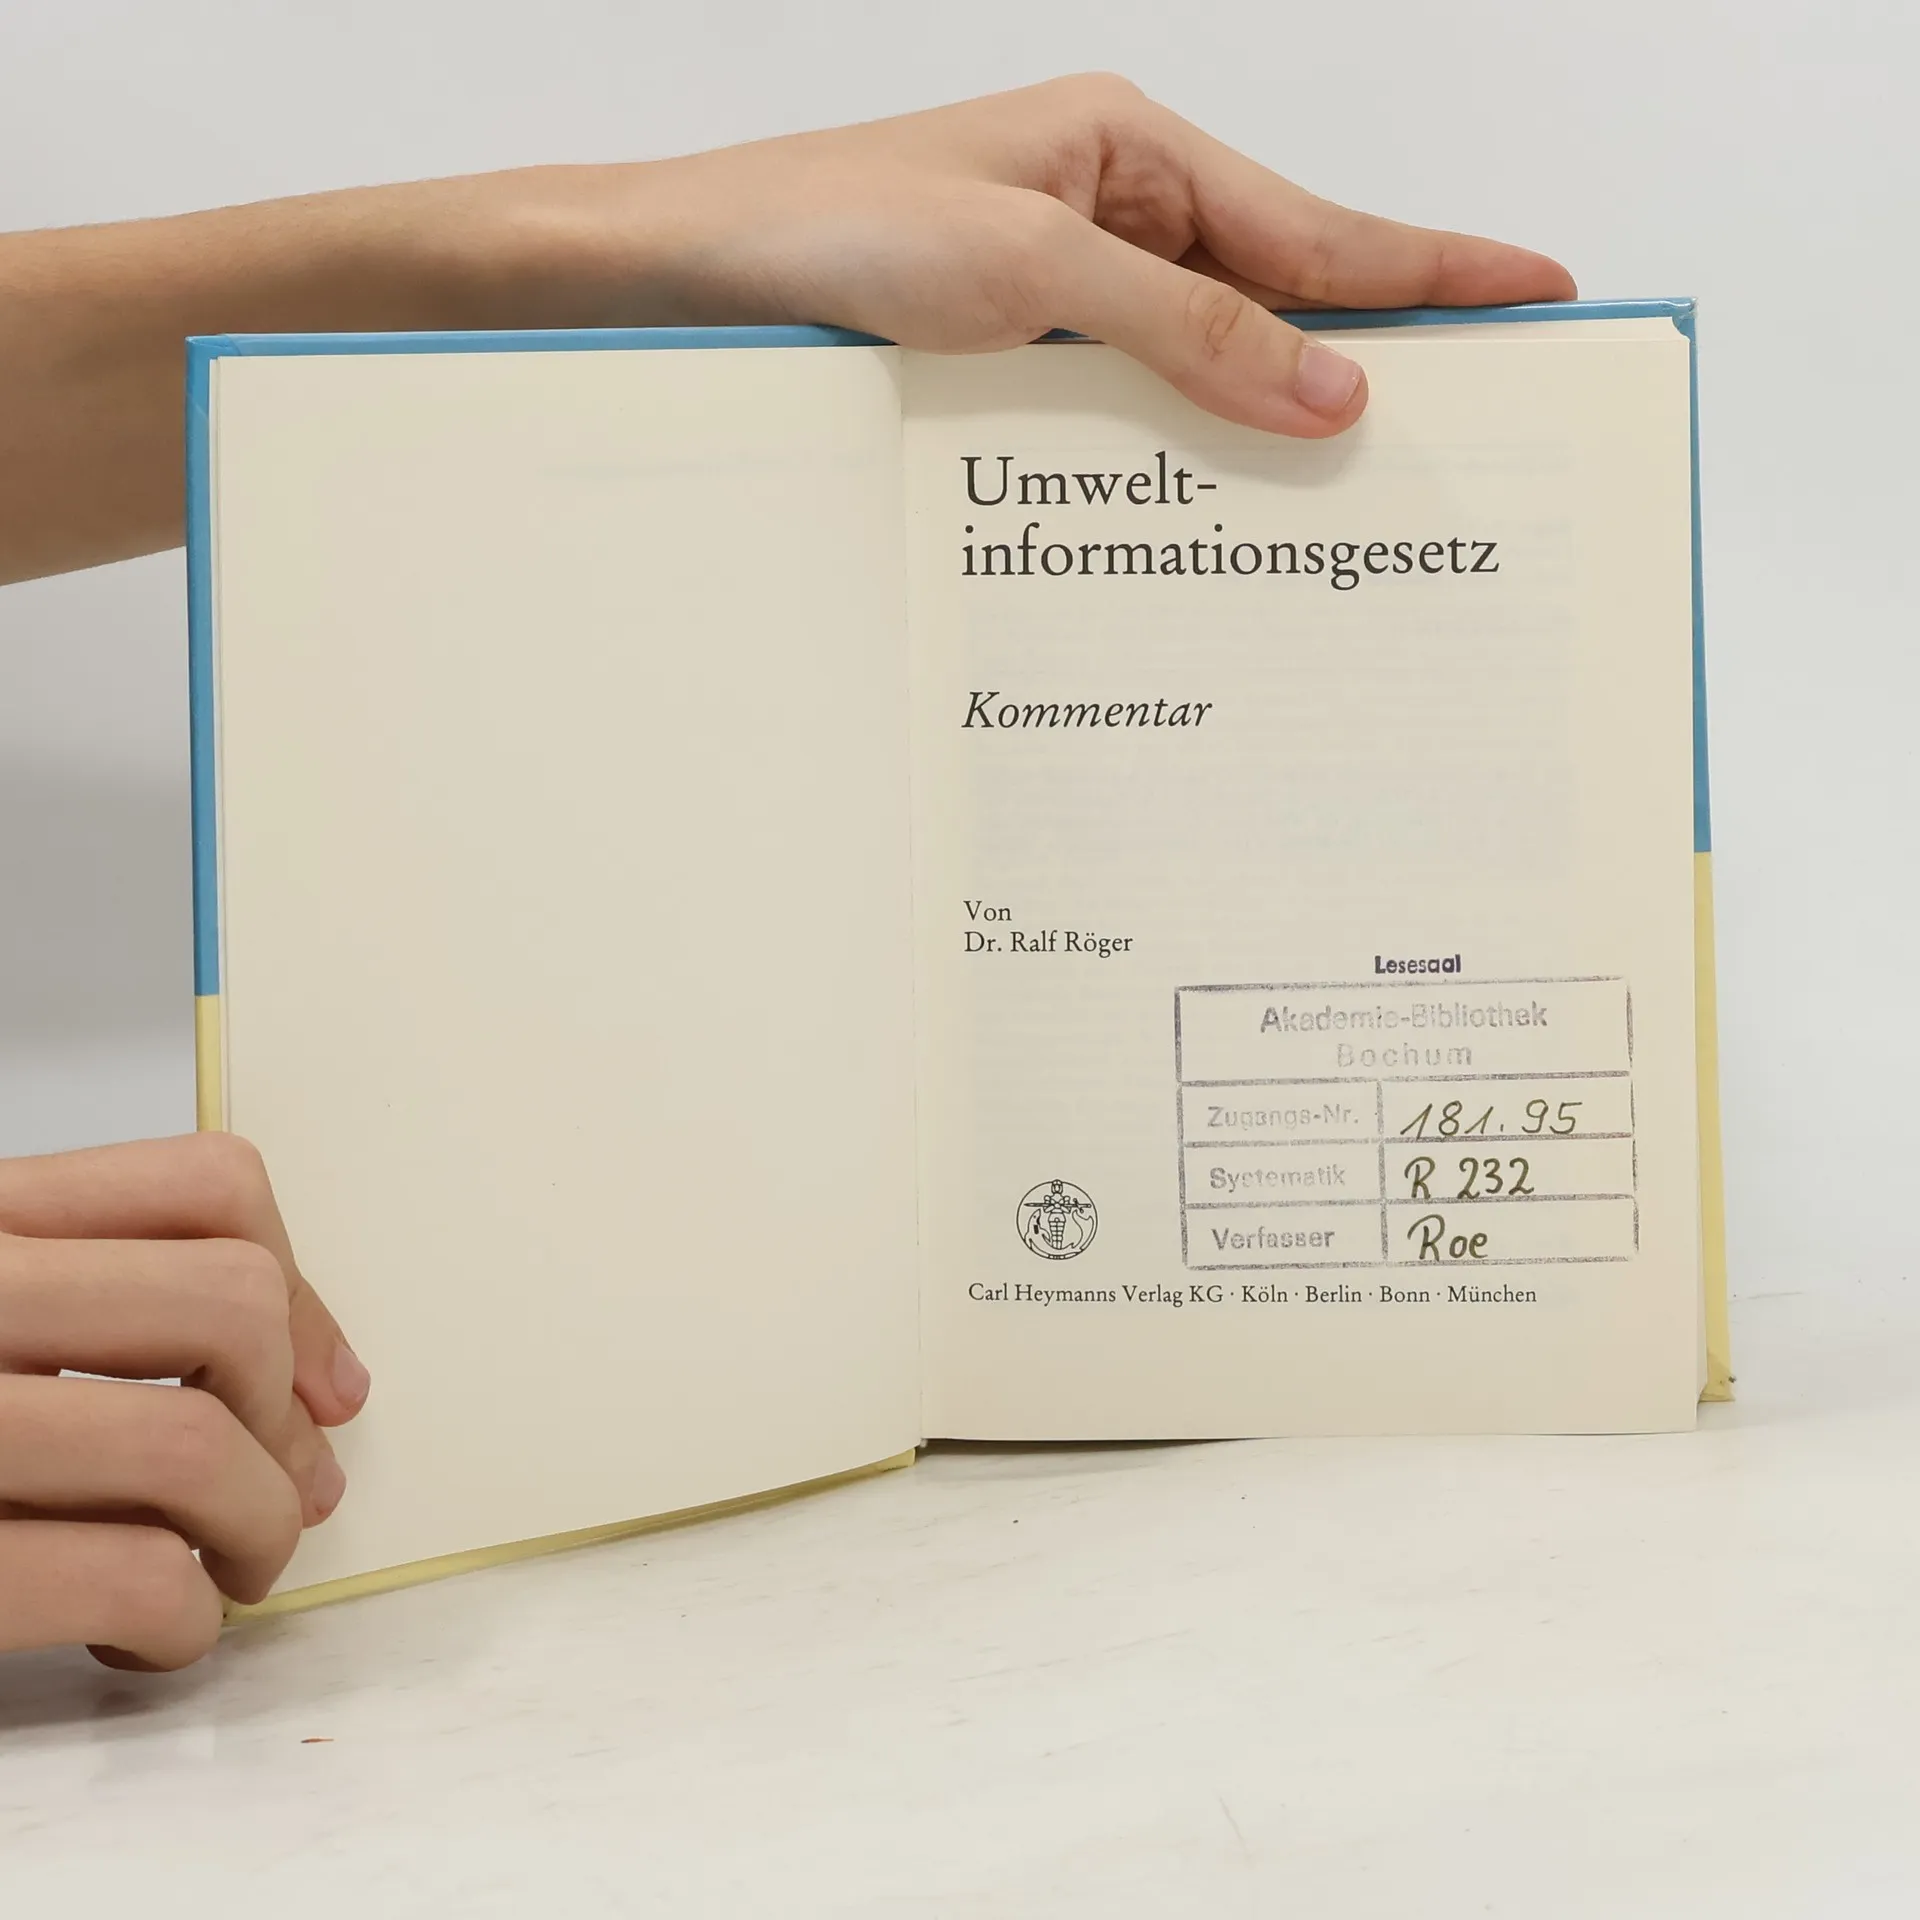 Umwelt-
informationsgesetz
Kommentar
Von
Dr. Ralf Röger
Lesesaal
Akademie-Bibliothek
Bochum
Zugangs-Nr. 181.95
Systematik R 232
Verfasser Roe
Carl Heymanns Verlag KG · Köln · Berlin · Bonn · München